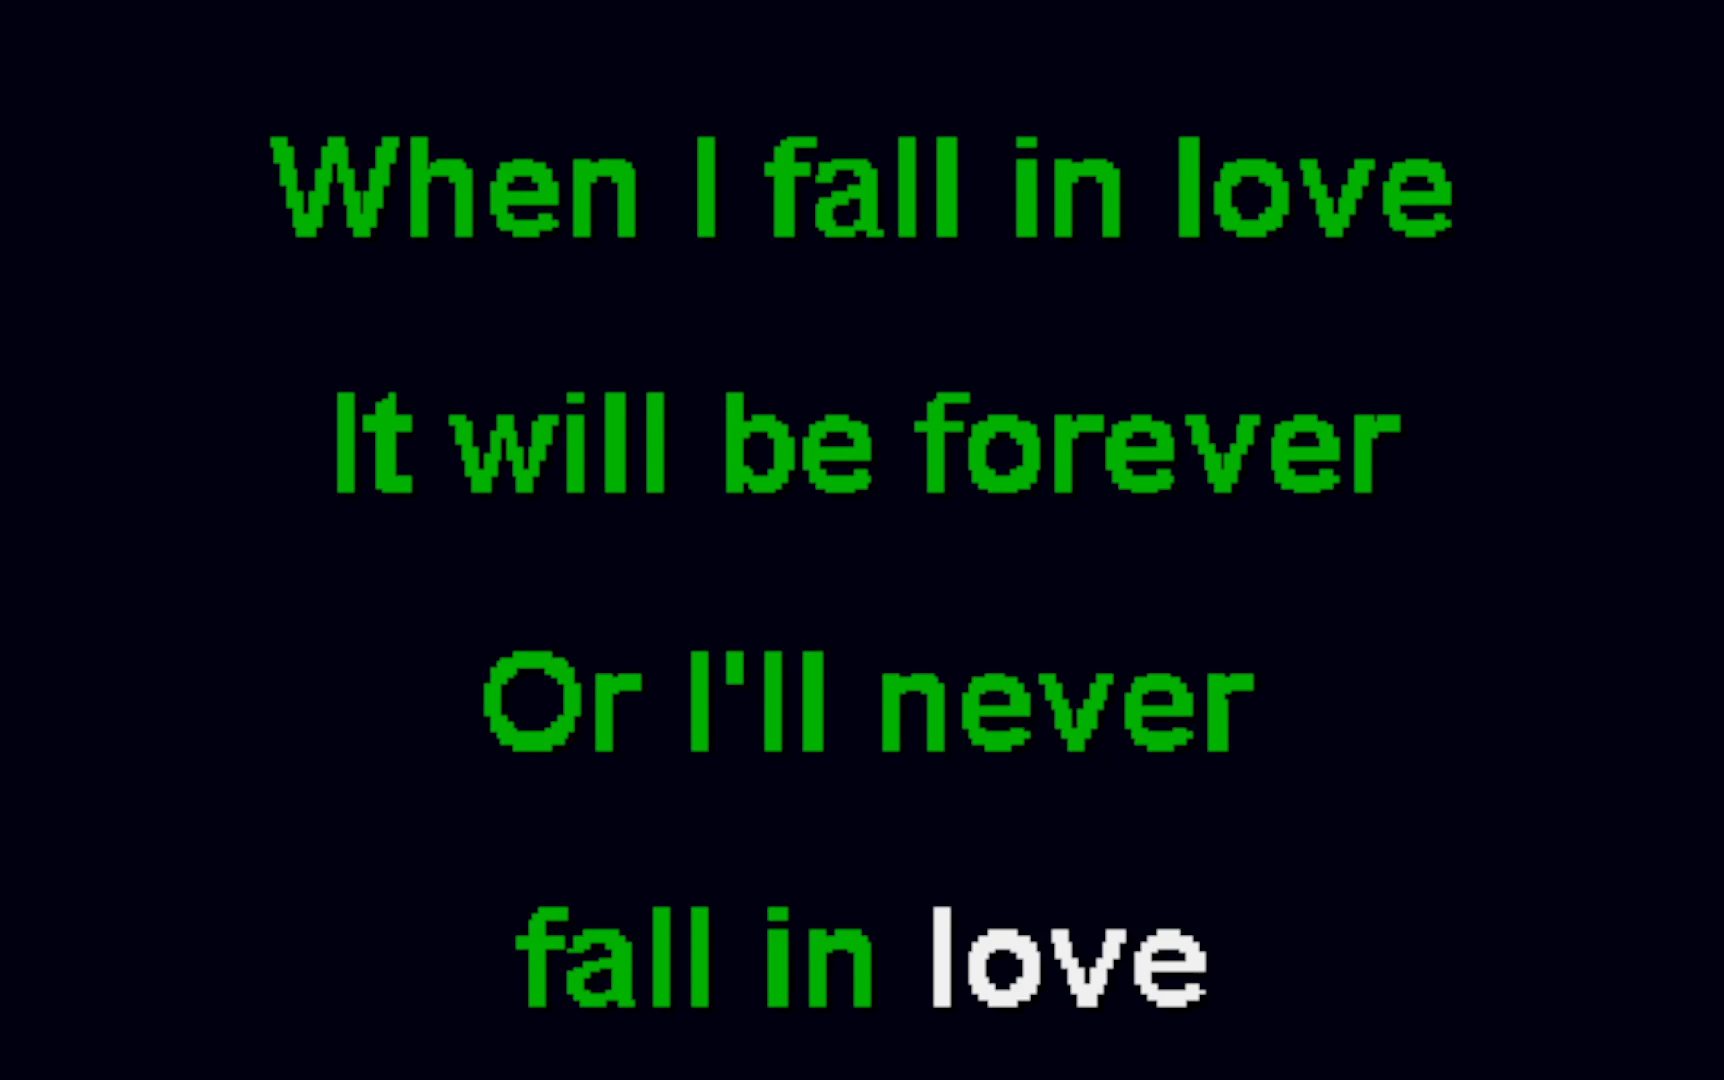 When I fall in love
It will be forever
Or I'll never
fall in love